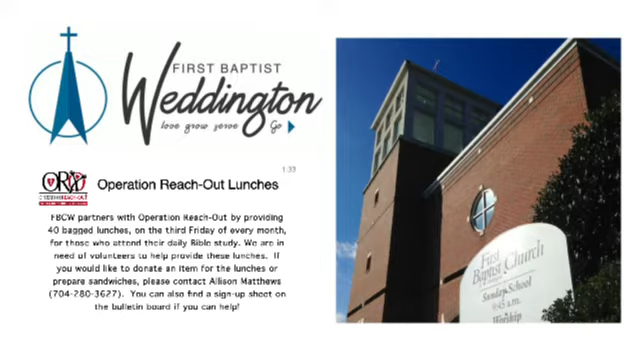 FIRST BAPTIST
Weddington
love grow serve Go
1:33
ORO
Operation Reach-Out Lunches
FBCW partners with Operation Reach-Out by providing
40 bagged lunches, on the third Friday of every month,
for those who attend their daily Bible study. We are in
need of volunteers to help provide these lunches. If
you would like to donate an item for the lunches or
prepare sandwiches, please contact Allison Matthews
(704-280-3627). You can also find a sign-up sheet on
the bulletin board if you can help!
First
Baptist Church
Sunday School
9:45 a.m.
Worship